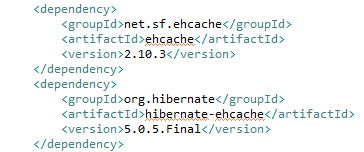 <dependency>
<groupId>net.sf.ehcache</groupId>
<artifactId>ehcache</artifactId>
<version>2.10.3</version>
</dependency>
<dependency>
<groupId>org.hibernate</groupId>
<artifactId>hibernate-ehcache</artifactId>
<version>5.0.5.Final</version>
</dependency>